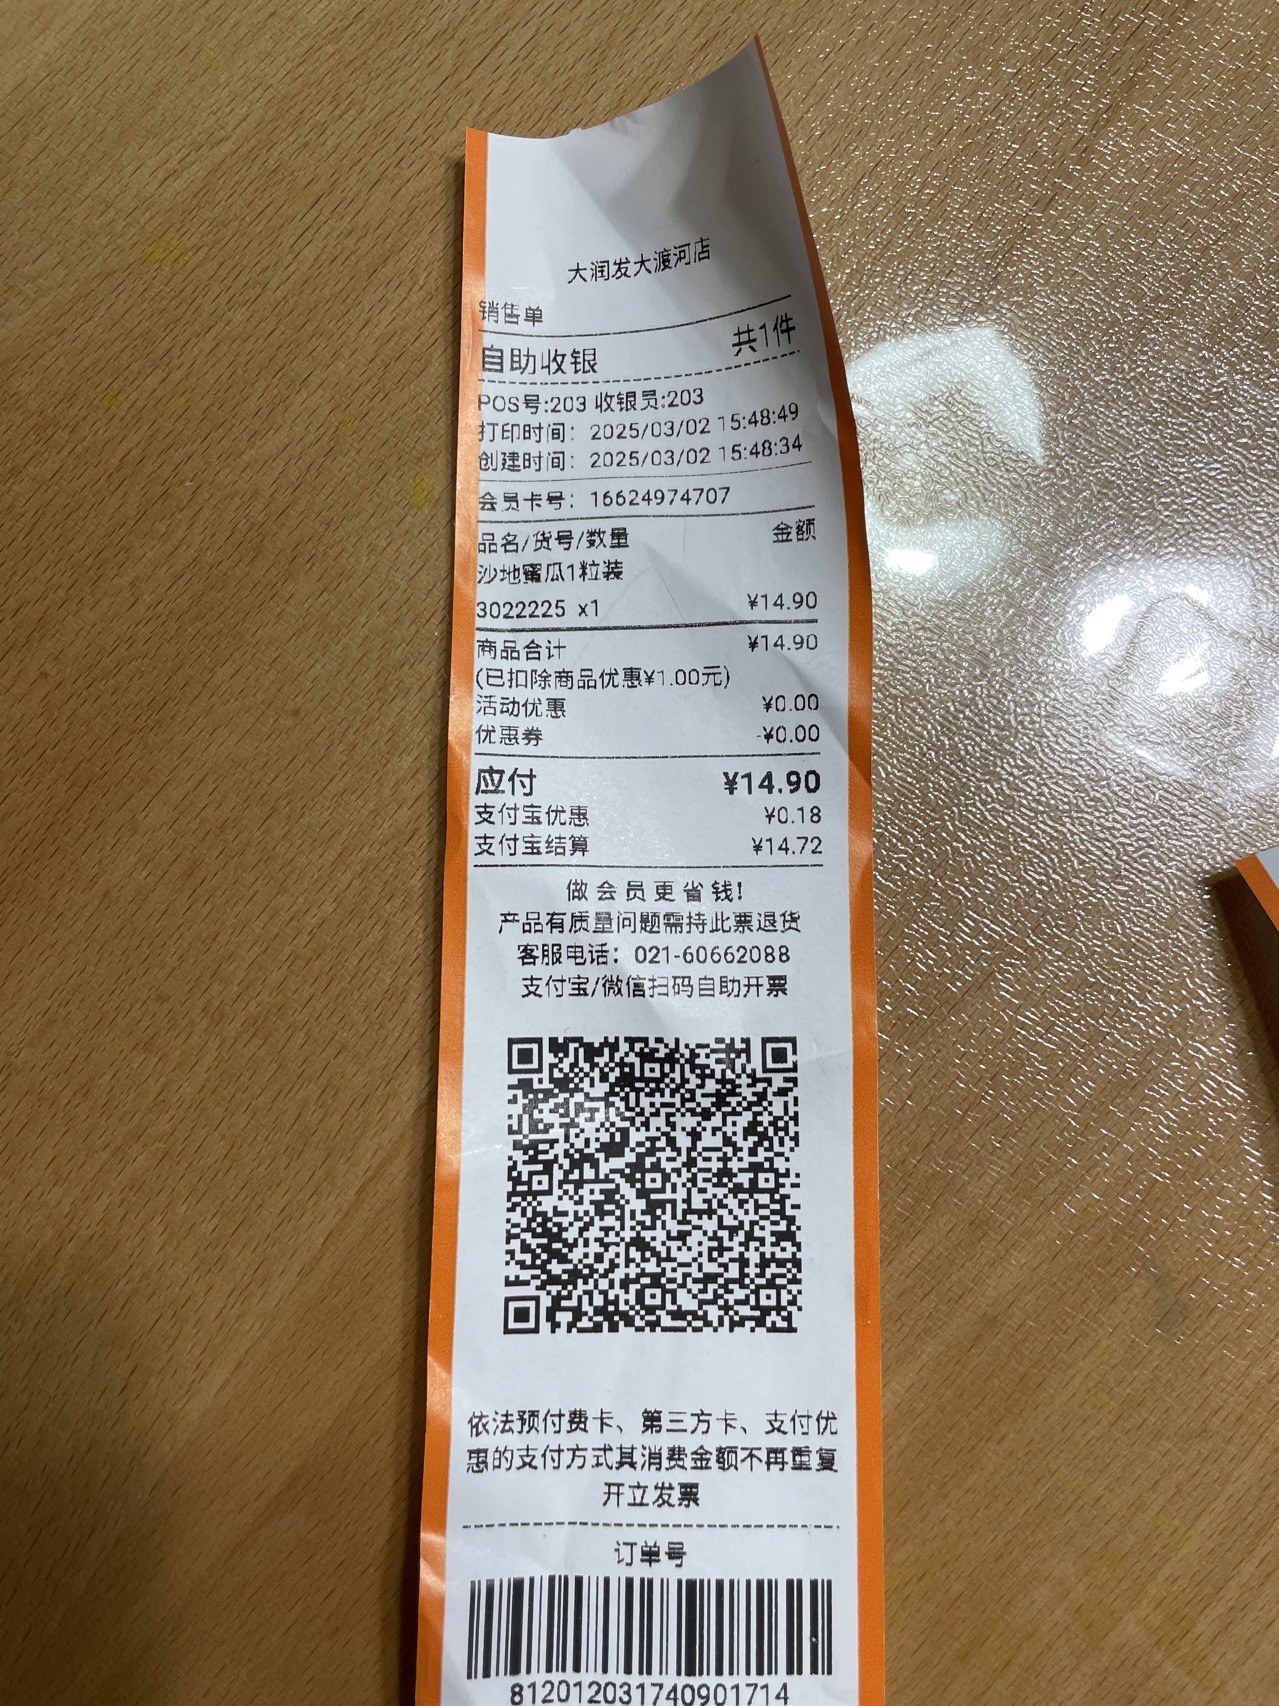 大润发大渡河店
销售单
自助收银 共1件
POS号:203 收银员:203
打印时间： 2025/03/02 15:48:49
创建时间： 2025/03/02 15:48:34
会员卡号： 16624974707
品名/货号/数量 金额
沙地蜜瓜1粒装
3022225 x1 ¥14.90
商品合计 ¥14.90
(已扣除商品优惠¥1.00元)
活动优惠 ¥0.00
优惠券 -¥0.00
应付 ¥14.90
支付宝优惠 ¥0.18
支付宝结算 ¥14.72
做会员更省钱!
产品有质量问题需持此票退货
客服电话： 021-60662088
支付宝/微信扫码自助开票
依法预付费卡、第三方卡、支付优
惠的支付方式其消费金额不再重复
开立发票
订单号
812012031740901714